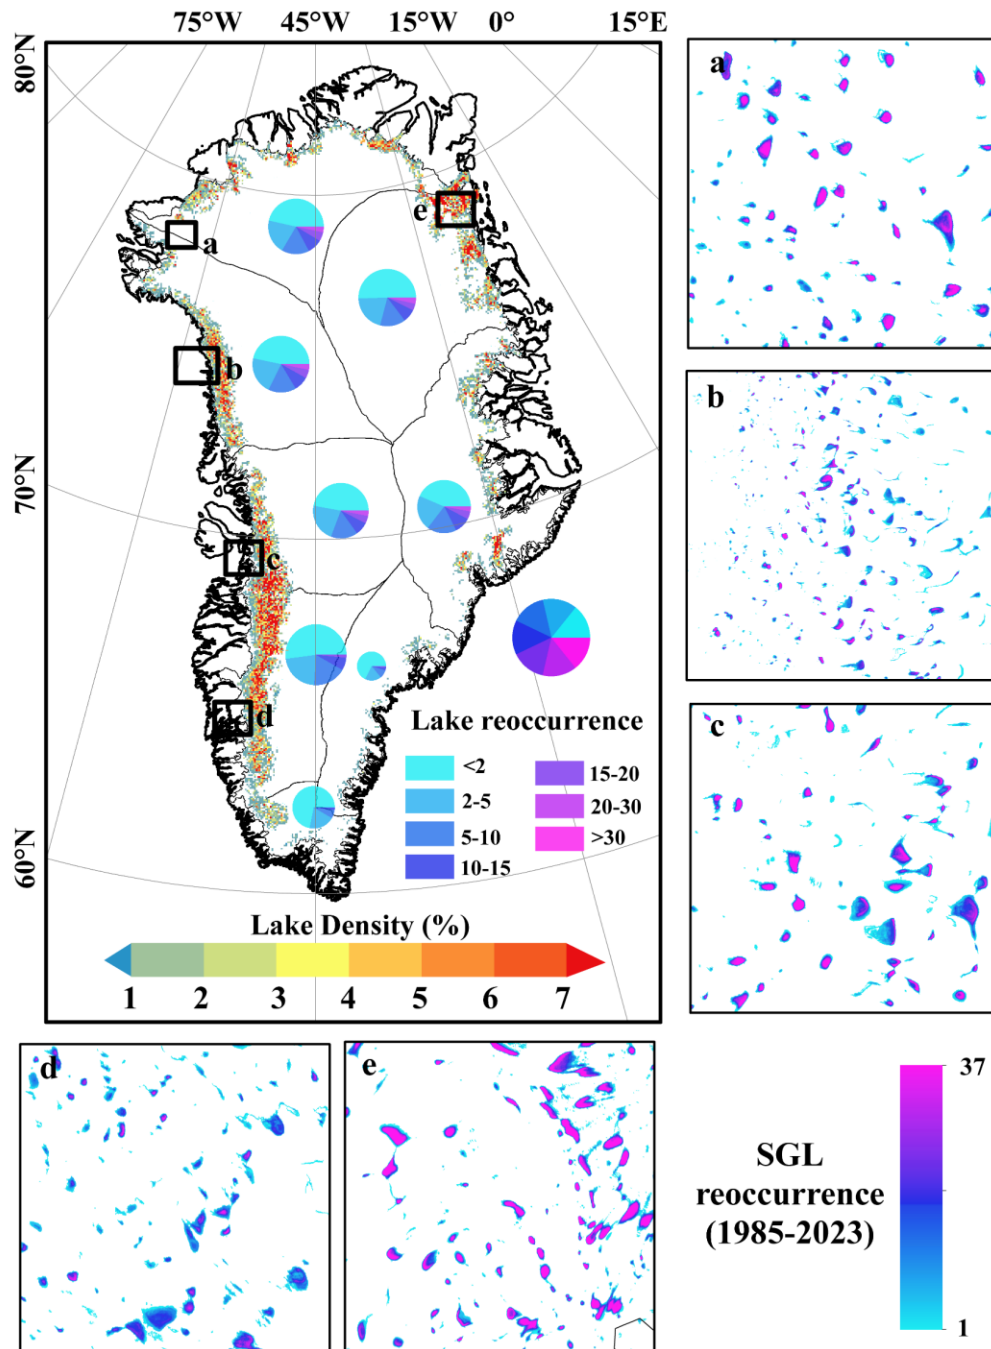 75°W 45°W 15°W 0° 15°E
80°N
70°N
60°N
a
b
c
d
e
Lake reoccurrence
<2
2-5
5-10
10-15
15-20
20-30
>30
Lake Density (%)
1 2 3 4 5 6 7
a
b
c
d
e
SGL
reoccurrence
(1985-2023)
37
1